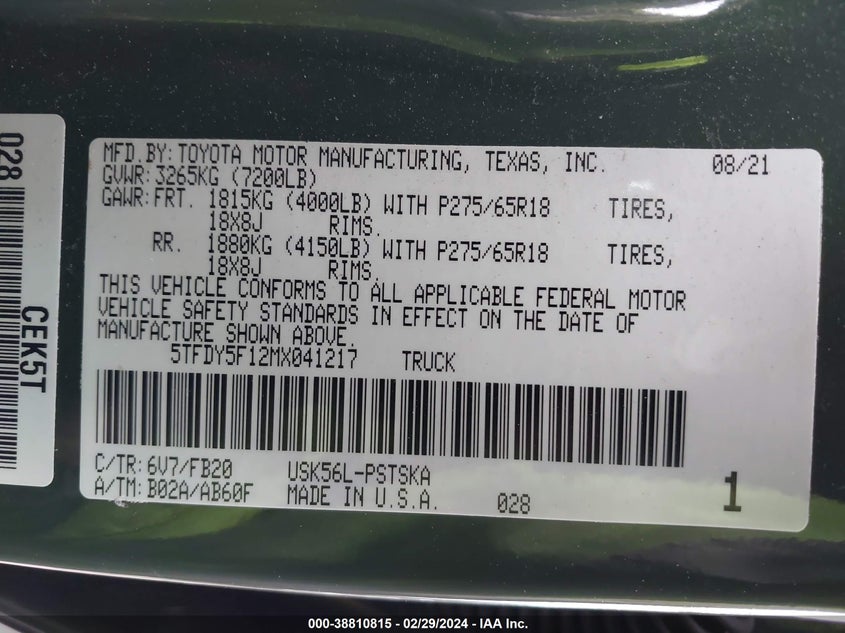 028
CEK5T
MFD.BY:TOYOTA MOTOR MANUFACTURING, TEXAS, INC. 08/21
GVWR:3265KG (7200LB)
GAWR:FRT. 1815KG (4000LB) WITH P275/65R18 TIRES,
18X8J RIMS.
RR. 1880KG (4150LB) WITH P275/65R18 TIRES,
18X8J RIMS.
THIS VEHICLE CONFORMS TO ALL APPLICABLE FEDERAL MOTOR
VEHICLE SAFETY STANDARDS IN EFFECT ON THE DATE OF
MANUFACTURE SHOWN ABOVE.
5TFDY5F12MX041217 TRUCK
C/TR:6V7/FB20 USK56L-PSTSKA
A/TM:B02A/AB60F MADE IN U.S.A. 028 1
000-38810815 - 02/29/2024 - IAA Inc.